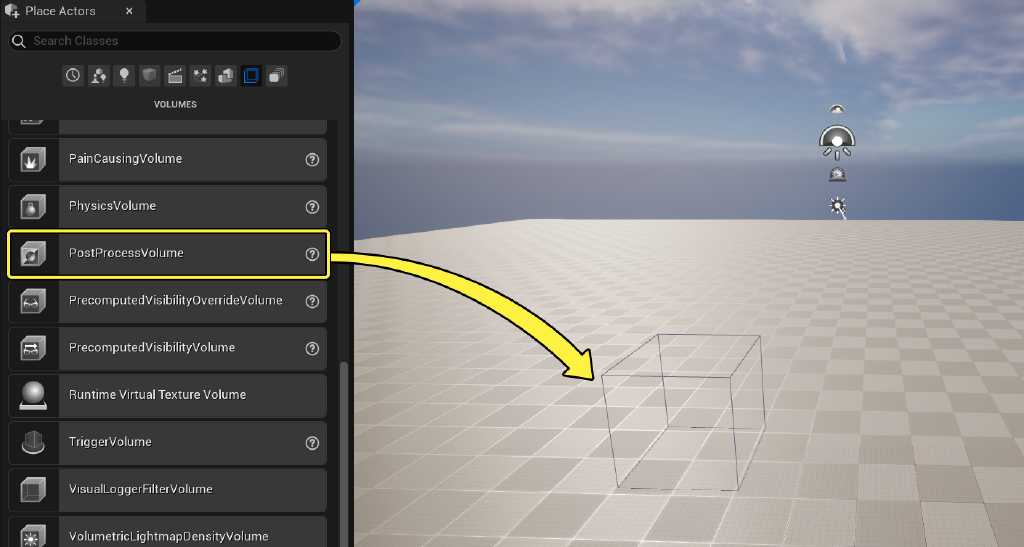 Place Actors
Search Classes
VOLUMES
PainCausingVolume
PhysicsVolume
PostProcessVolume
PrecomputedVisibilityOverrideVolume
PrecomputedVisibilityVolume
Runtime Virtual Texture Volume
TriggerVolume
VisualLoggerFilterVolume
VolumetricLightmapDensityVolume